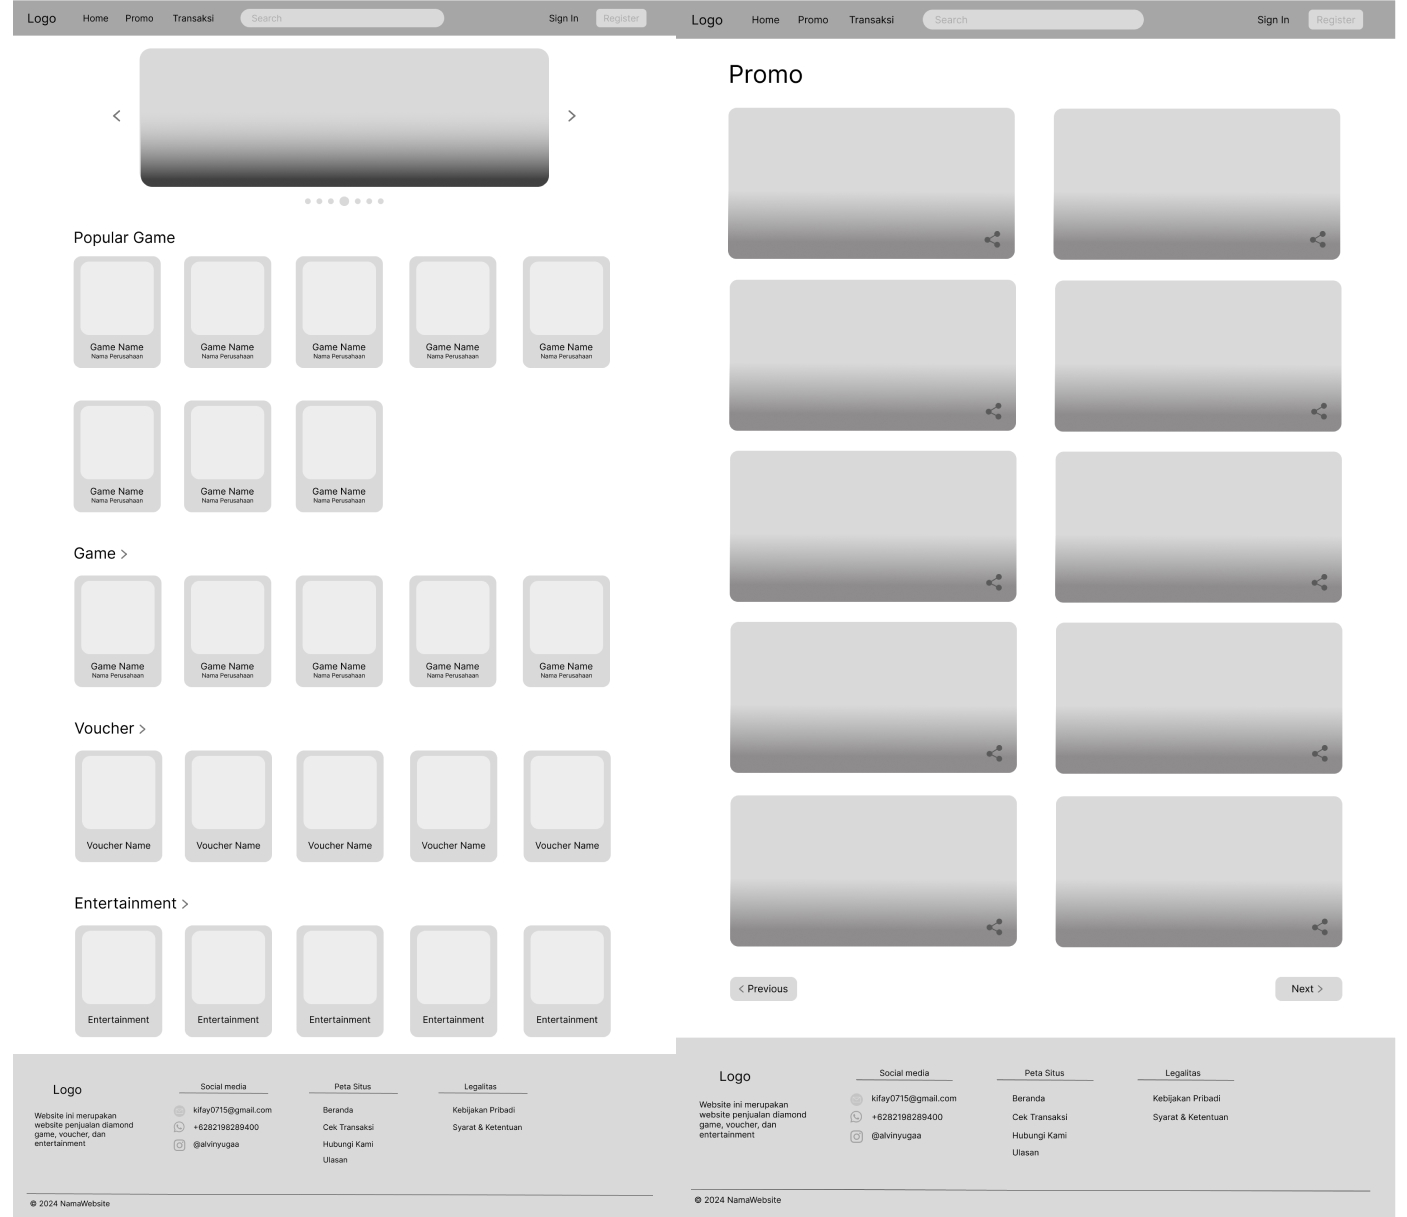 Logo
Home
Promo
Transaksi
Search
Sign In
Register
Popular Game
Game Name
Nama Perusahaan
Game Name
Nama Perusahaan
Game Name
Nama Perusahaan
Game Name
Nama Perusahaan
Game Name
Nama Perusahaan
Game Name
Nama Perusahaan
Game Name
Nama Perusahaan
Game Name
Nama Perusahaan
Game >
Game Name
Nama Perusahaan
Game Name
Nama Perusahaan
Game Name
Nama Perusahaan
Game Name
Nama Perusahaan
Game Name
Nama Perusahaan
Voucher >
Voucher Name
Voucher Name
Voucher Name
Voucher Name
Voucher Name
Entertainment >
Entertainment
Entertainment
Entertainment
Entertainment
Entertainment
Logo
Website ini merupakan
website penjualan diamond
game, voucher, dan
entertainment
Social media
kifay0715@gmail.com
+6282198289400
@alvinyugaa
Peta Situs
Beranda
Cek Transaksi
Hubungi Kami
Ulasan
Legalitas
Kebijakan Pribadi
Syarat & Ketentuan
© 2024 NamaWebsite
Logo
Home
Promo
Transaksi
Search
Sign In
Register
Promo
< Previous
Next >
Logo
Website ini merupakan
website penjualan diamond
game, voucher, dan
entertainment
Social media
kifay0715@gmail.com
+6282198289400
@alvinyugaa
Peta Situs
Beranda
Cek Transaksi
Hubungi Kami
Ulasan
Legalitas
Kebijakan Pribadi
Syarat & Ketentuan
© 2024 NamaWebsite